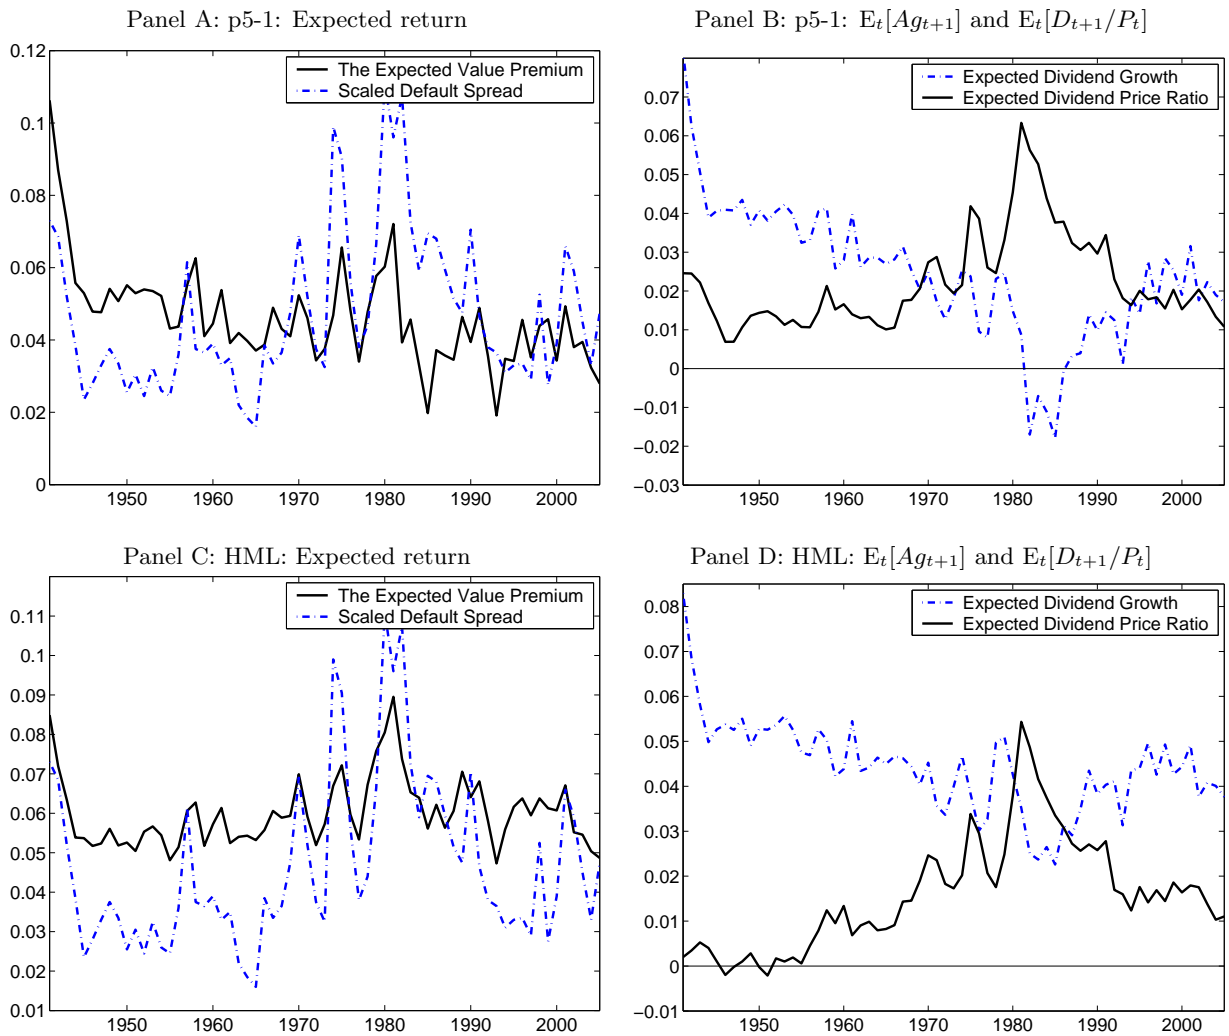 Panel A: p5-1: Expected return
0.12
0.1
0.08
0.06
0.04
0.02
0
The Expected Value Premium
Scaled Default Spread
1950 1960 1970 1980 1990 2000
Panel B: p5-1: E_t[Ag_{t+1}] and E_t[D_{t+1}/P_t]
0.07
0.06
0.05
0.04
0.03
0.02
0.01
0
−0.01
−0.02
−0.03
Expected Dividend Growth
Expected Dividend Price Ratio
1950 1960 1970 1980 1990 2000
Panel C: HML: Expected return
0.11
0.1
0.09
0.08
0.07
0.06
0.05
0.04
0.03
0.02
0.01
The Expected Value Premium
Scaled Default Spread
1950 1960 1970 1980 1990 2000
Panel D: HML: E_t[Ag_{t+1}] and E_t[D_{t+1}/P_t]
0.08
0.07
0.06
0.05
0.04
0.03
0.02
0.01
0
−0.01
Expected Dividend Growth
Expected Dividend Price Ratio
1950 1960 1970 1980 1990 2000